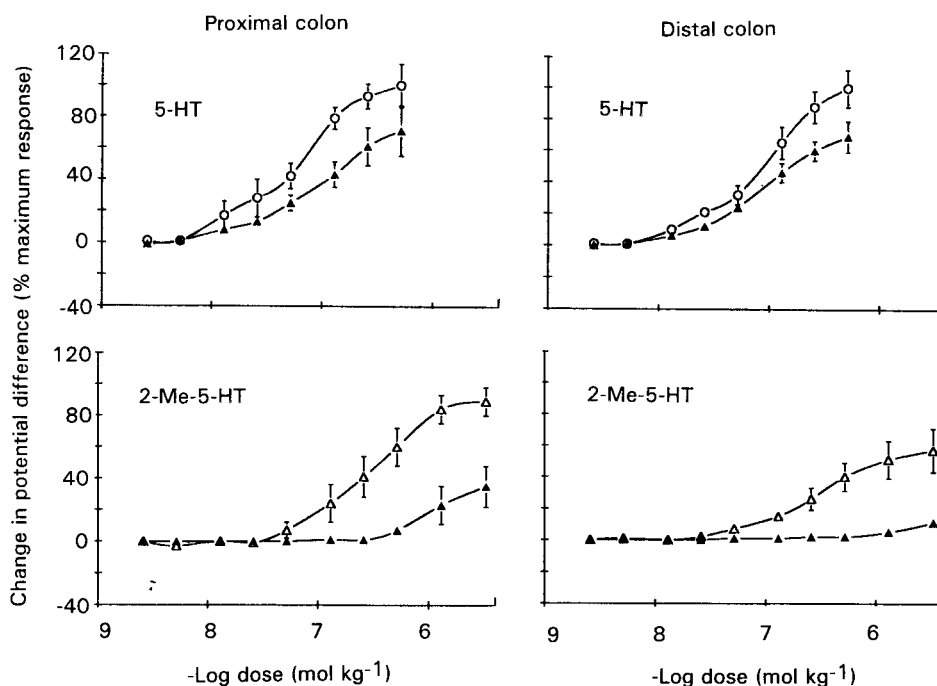 Proximal colon
Distal colon
Change in potential difference (% maximum response)
120
80
40
0
-40
5-HT
5-HT
120
80
40
0
-40
2-Me-5-HT
2-Me-5-HT
9 8 7 6
9 8 7 6
-Log dose (mol kg⁻¹)
-Log dose (mol kg⁻¹)